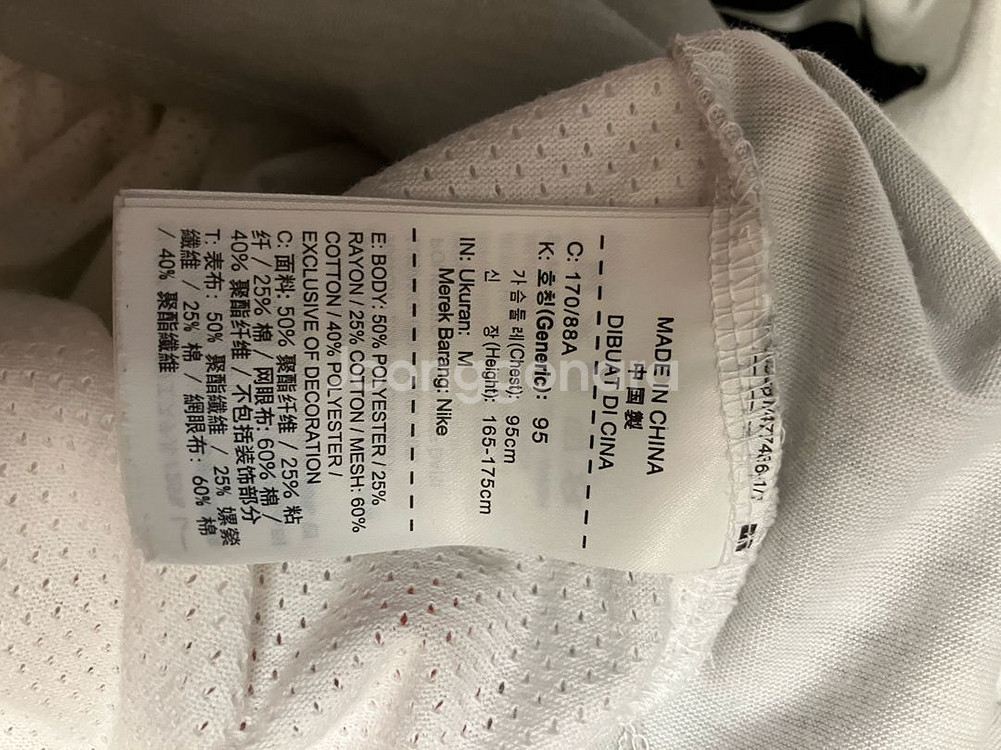 MADE IN CHINA
中国製
DIBUAT DI CINA
C: 170/88A
K: 호칭(Generic): 95
가슴둘레(Chest): 95cm
신 장(Height): 165-175cm
IN: Ukuran: M
Merek Barang: Nike
E: BODY: 50% POLYESTER / 25%
RAYON / 25% COTTON / MESH: 60%
COTTON / 40% POLYESTER /
EXCLUSIVE OF DECORATION
C: 面料: 50% 聚酯纤维 / 25% 粘
纤 / 25% 棉 / 网眼布: 60% 棉 /
40% 聚酯纤维 / 不包括装饰部分
T: 表布: 50% 聚酯纖維 / 25% 嫘縈
纖維 / 25% 棉 / 網眼布: 60% 棉
/ 40% 聚酯纖維